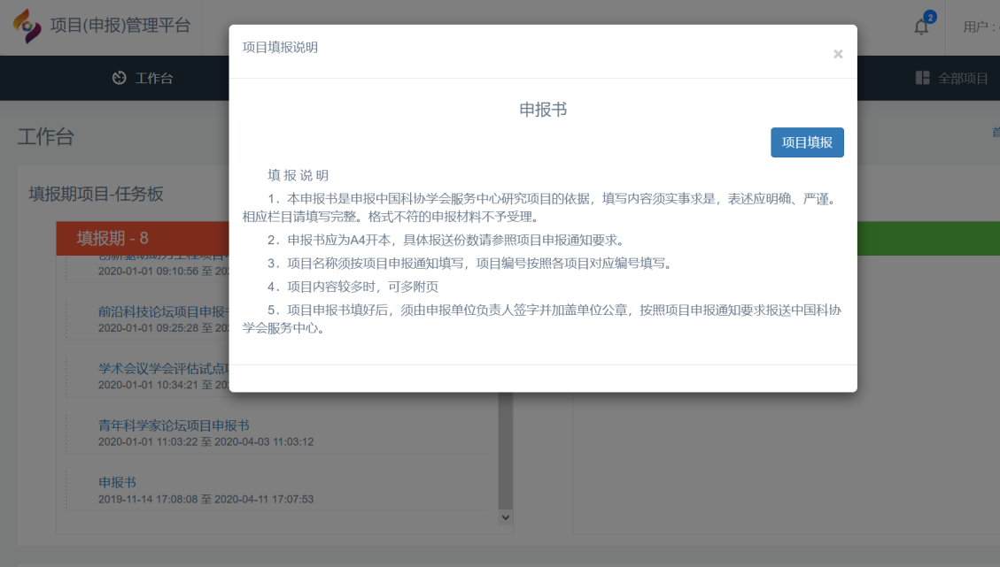 项目(申报)管理平台
2
用户：
工作台
全部项目
项目填报说明
×
申报书
项目填报
填 报 说 明
1．本申报书是申报中国科协学会服务中心研究项目的依据，填写内容须实事求是，表述应明确、严谨。
相应栏目请填写完整。格式不符的申报材料不予受理。
2．申报书应为A4开本，具体报送份数请参照项目申报通知要求。
3．项目名称须按项目申报通知填写，项目编号按照各项目对应编号填写。
4．项目内容较多时，可多附页
5．项目申报书填好后，须由申报单位负责人签字并加盖单位公章，按照项目申报通知要求报送中国科协
学会服务中心。
工作台
填报期项目-任务板
填报期 - 8
创新驱动助力工程项目
2020-01-01 09:10:56 至 202
前沿科技论坛项目申报书
2020-01-01 09:25:28 至 202
学术会议学会评估试点项
2020-01-01 10:34:21 至 202
青年科学家论坛项目申报书
2020-01-01 11:03:22 至 2020-04-03 11:03:12
申报书
2019-11-14 17:08:08 至 2020-04-11 17:07:53